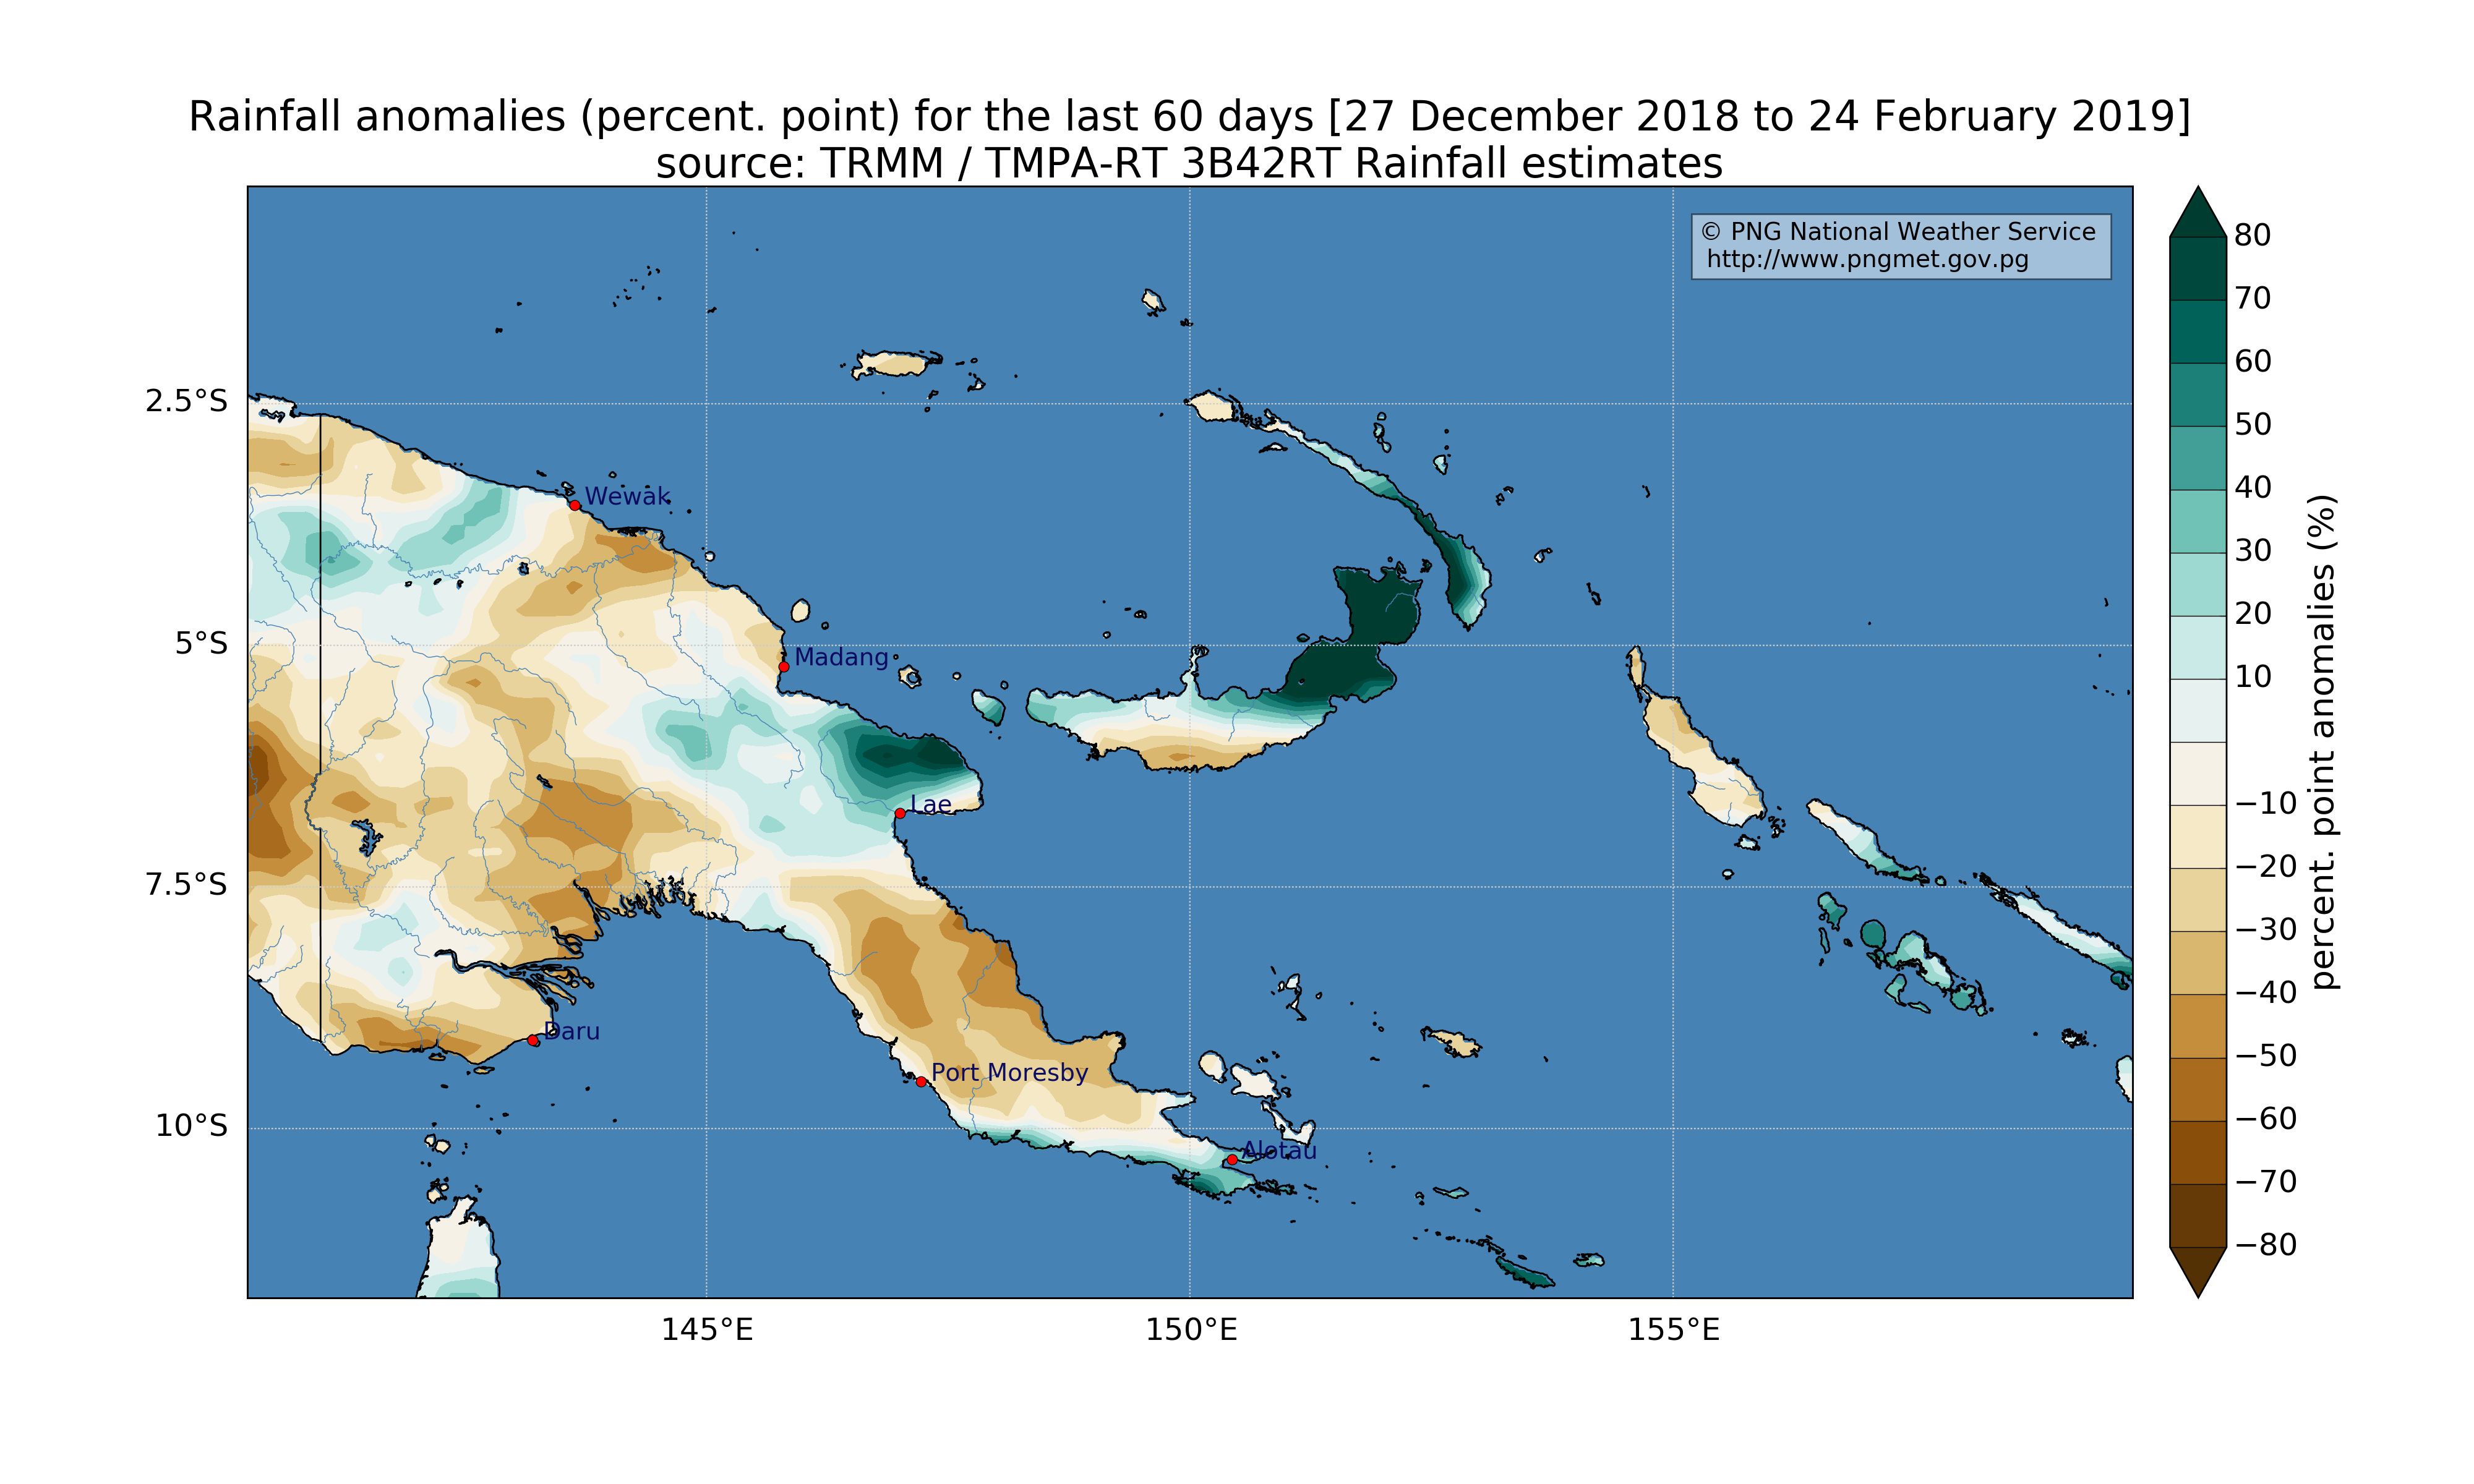 Rainfall anomalies (percent. point) for the last 60 days [27 December 2018 to 24 February 2019]
source: TRMM / TMPA-RT 3B42RT Rainfall estimates
© PNG National Weather Service
http://www.pngmet.gov.pg
80
70
60
50
40
30
20
10
−10
−20
−30
−40
−50
−60
−70
−80
percent. point anomalies (%)
2.5°S
5°S
7.5°S
10°S
Wewak
Madang
Lae
Daru
Port Moresby
Alotau
145°E
150°E
155°E